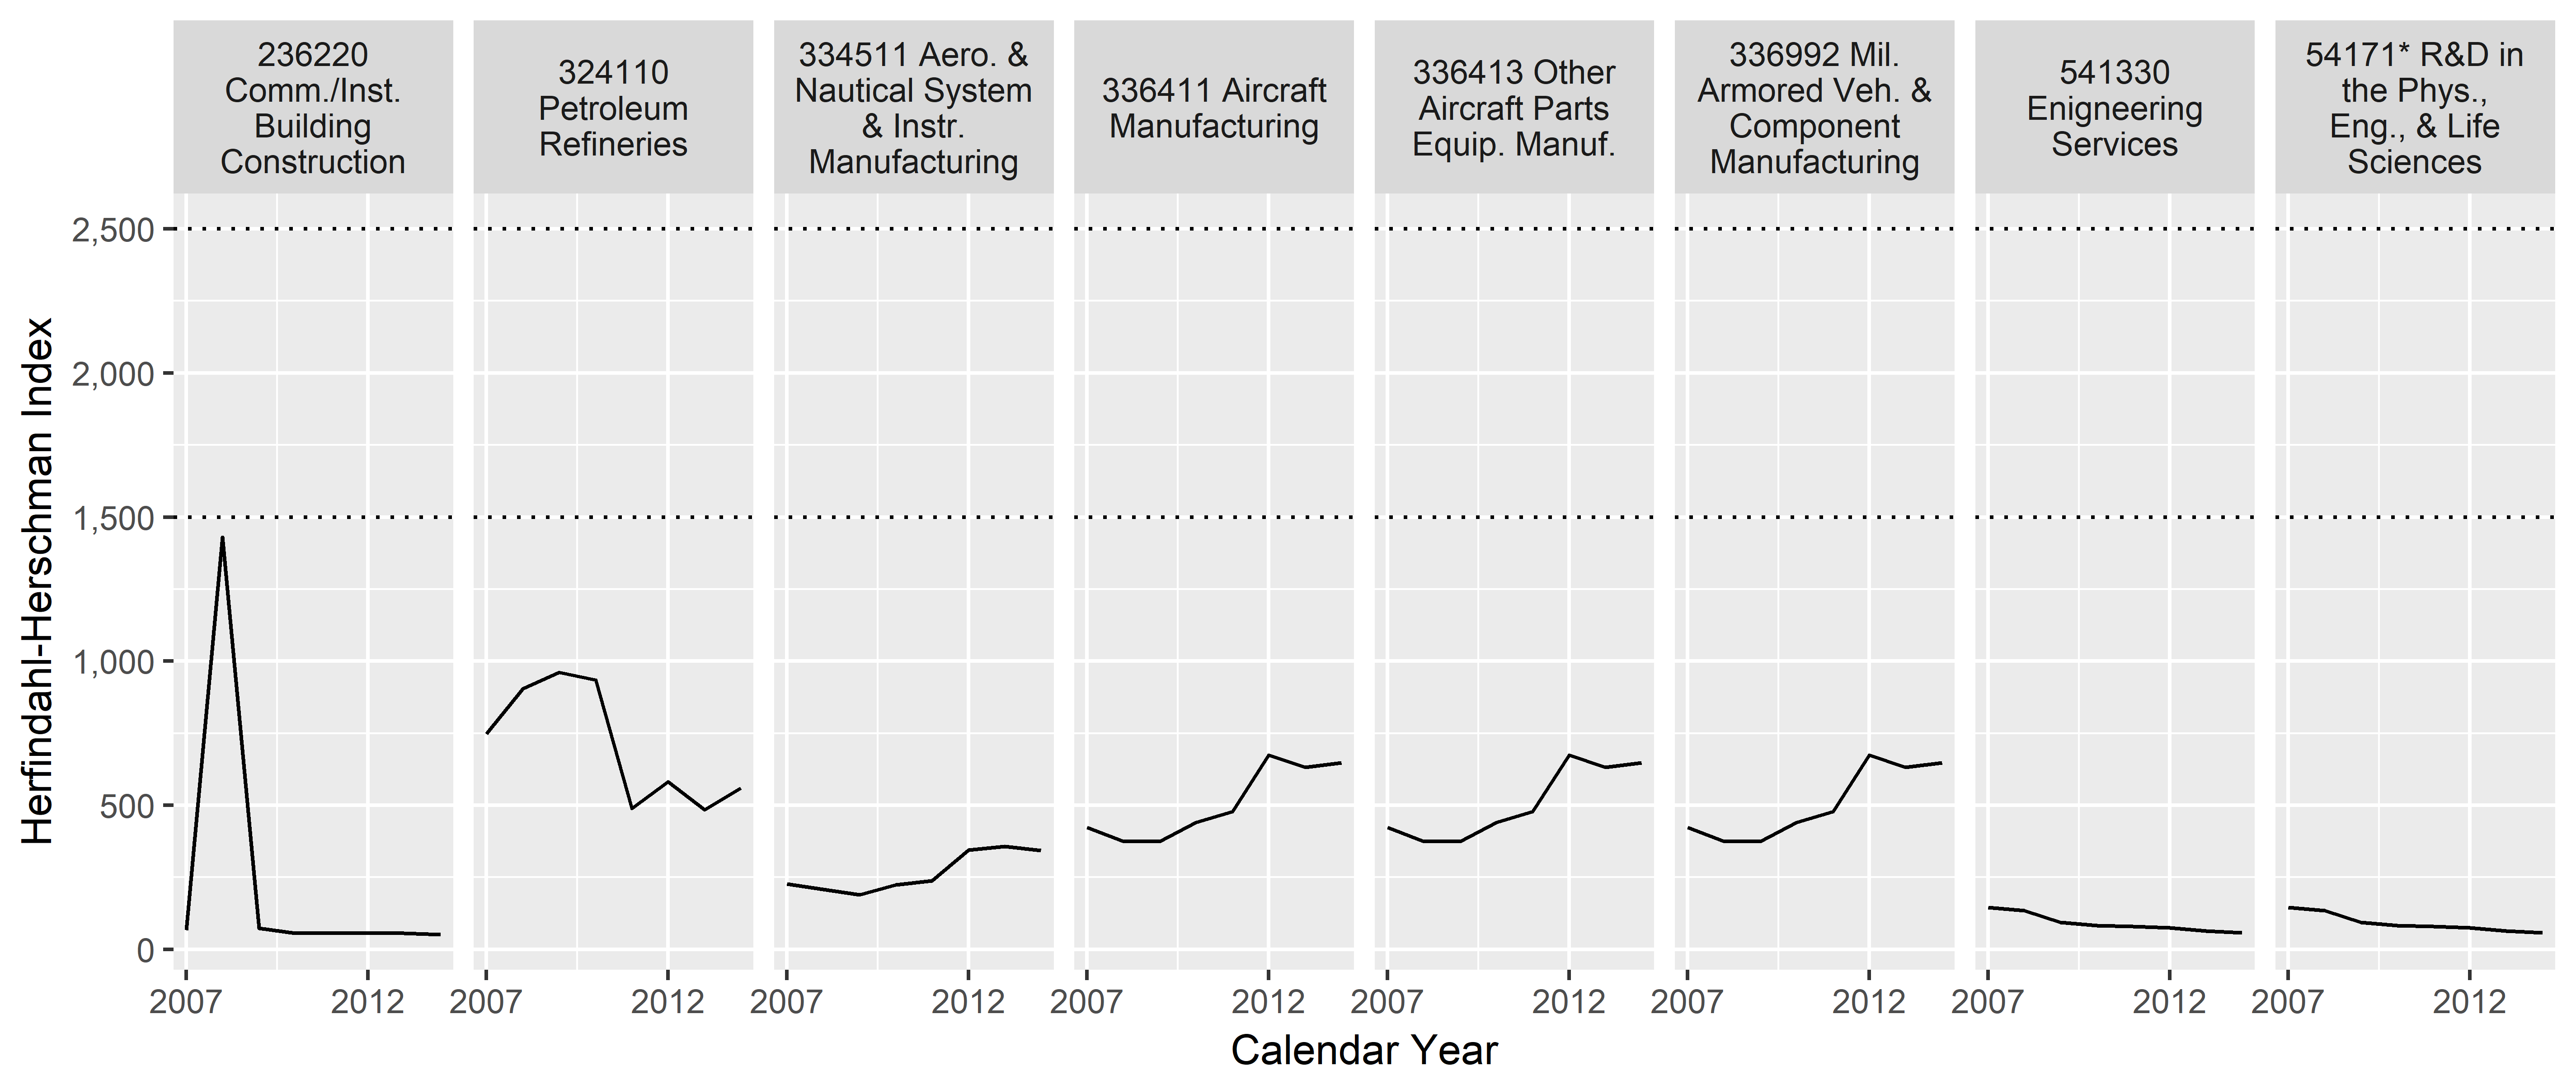 236220
Comm./Inst.
Building
Construction
324110
Petroleum
Refineries
334511 Aero. &
Nautical System
& Instr.
Manufacturing
336411 Aircraft
Manufacturing
336413 Other
Aircraft Parts
Equip. Manuf.
336992 Mil.
Armored Veh. &
Component
Manufacturing
541330
Enigneering
Services
54171* R&D in
the Phys.,
Eng., & Life
Sciences
Herfindahl-Herschman Index
2,500
2,000
1,500
1,000
500
0
2007 2012 2007 2012 2007 2012 2007 2012 2007 2012 2007 2012 2007 2012 2007 2012
Calendar Year